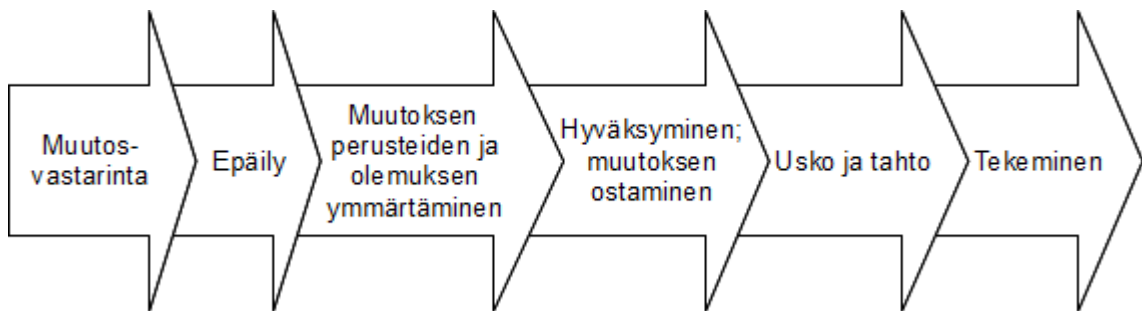 Muutos-
vastarinta
Epäily
Muutoksen
perusteiden ja
olemuksen
ymmärtäminen
Hyväksyminen;
muutoksen
ostaminen
Usko ja tahto
Tekeminen